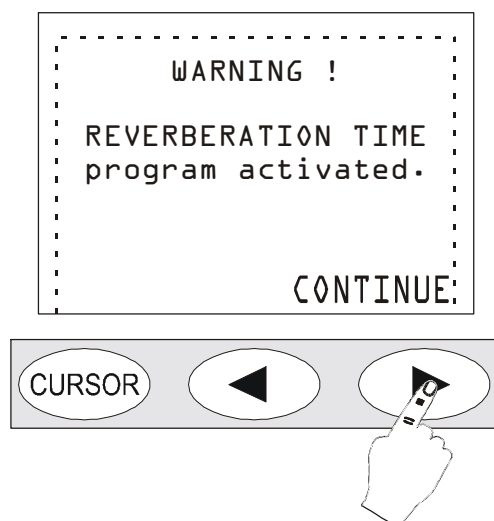 WARNING !
REVERBERATION TIME
program activated.
CONTINUE
CURSOR